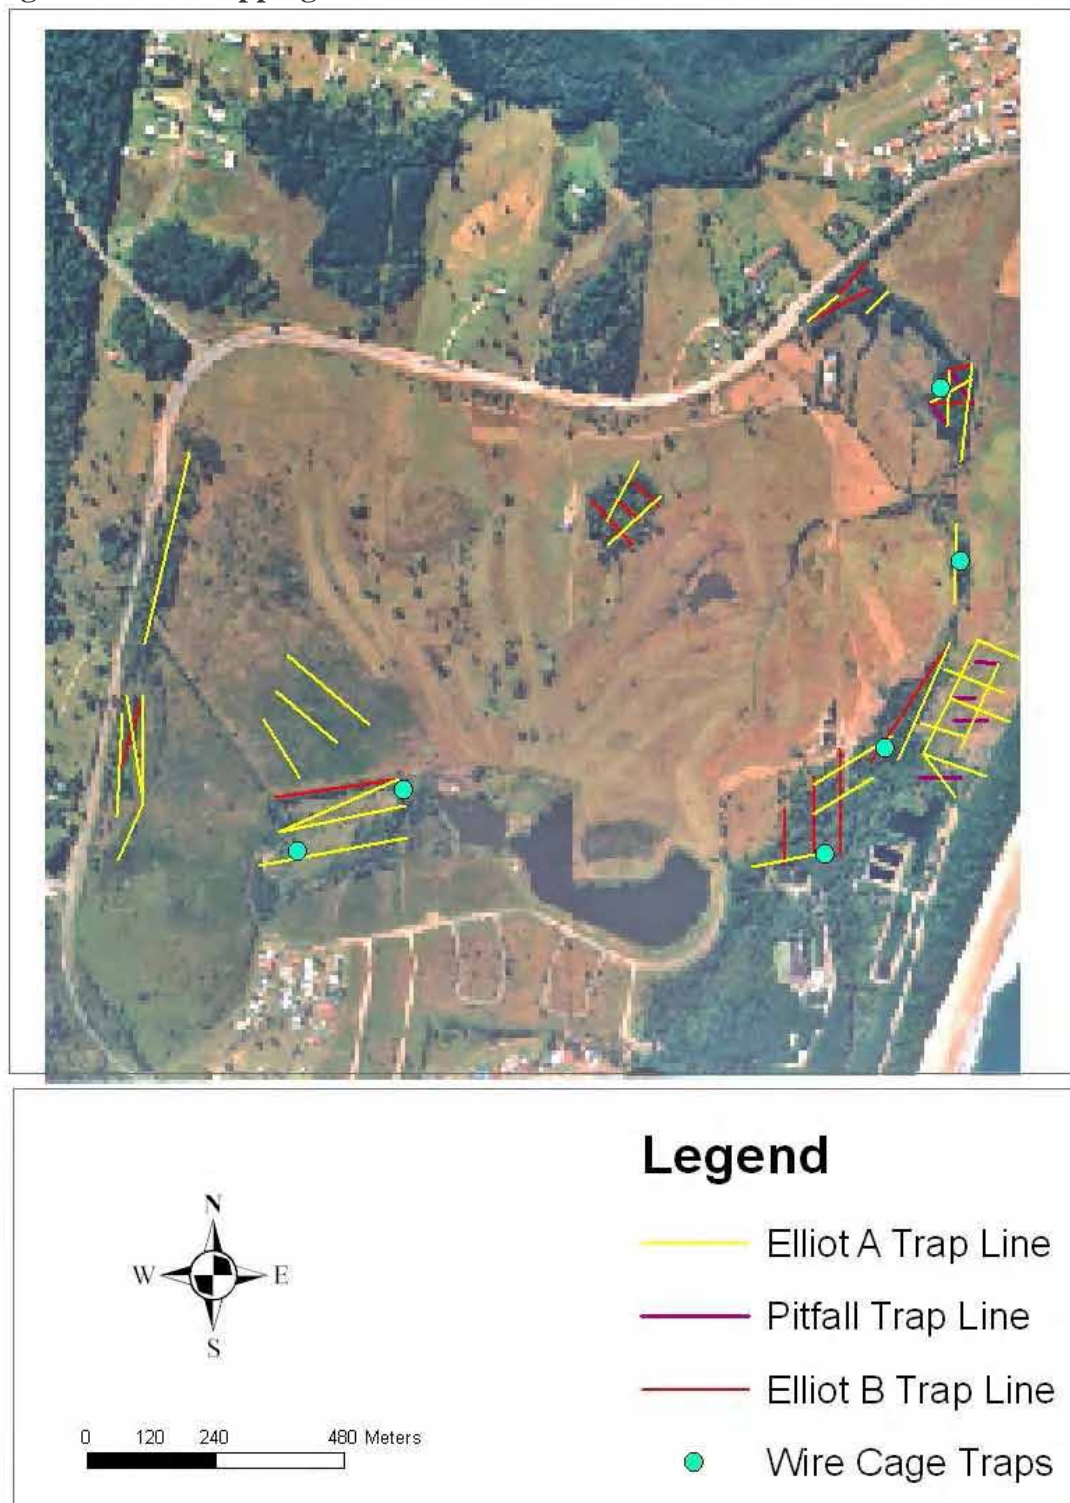 Legend
N
W E
S
Elliot A Trap Line
Pitfall Trap Line
Elliot B Trap Line
Wire Cage Traps
0 120 240 480 Meters